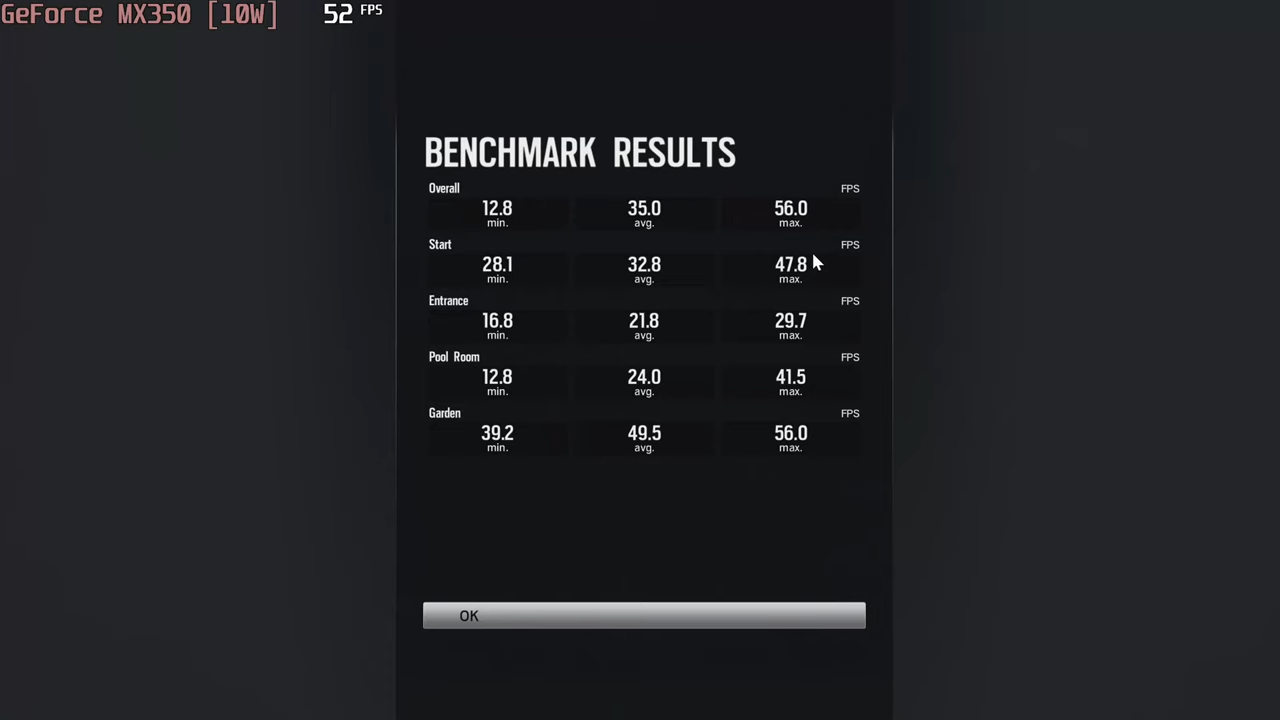 GeForce MX350 [10W] 52 FPS
BENCHMARK RESULTS
Overall FPS
12.8 35.0 56.0
min. avg. max.
Start FPS
28.1 32.8 47.8
min. avg. max.
Entrance FPS
16.8 21.8 29.7
min. avg. max.
Pool Room FPS
12.8 24.0 41.5
min. avg. max.
Garden FPS
39.2 49.5 56.0
min. avg. max.
OK